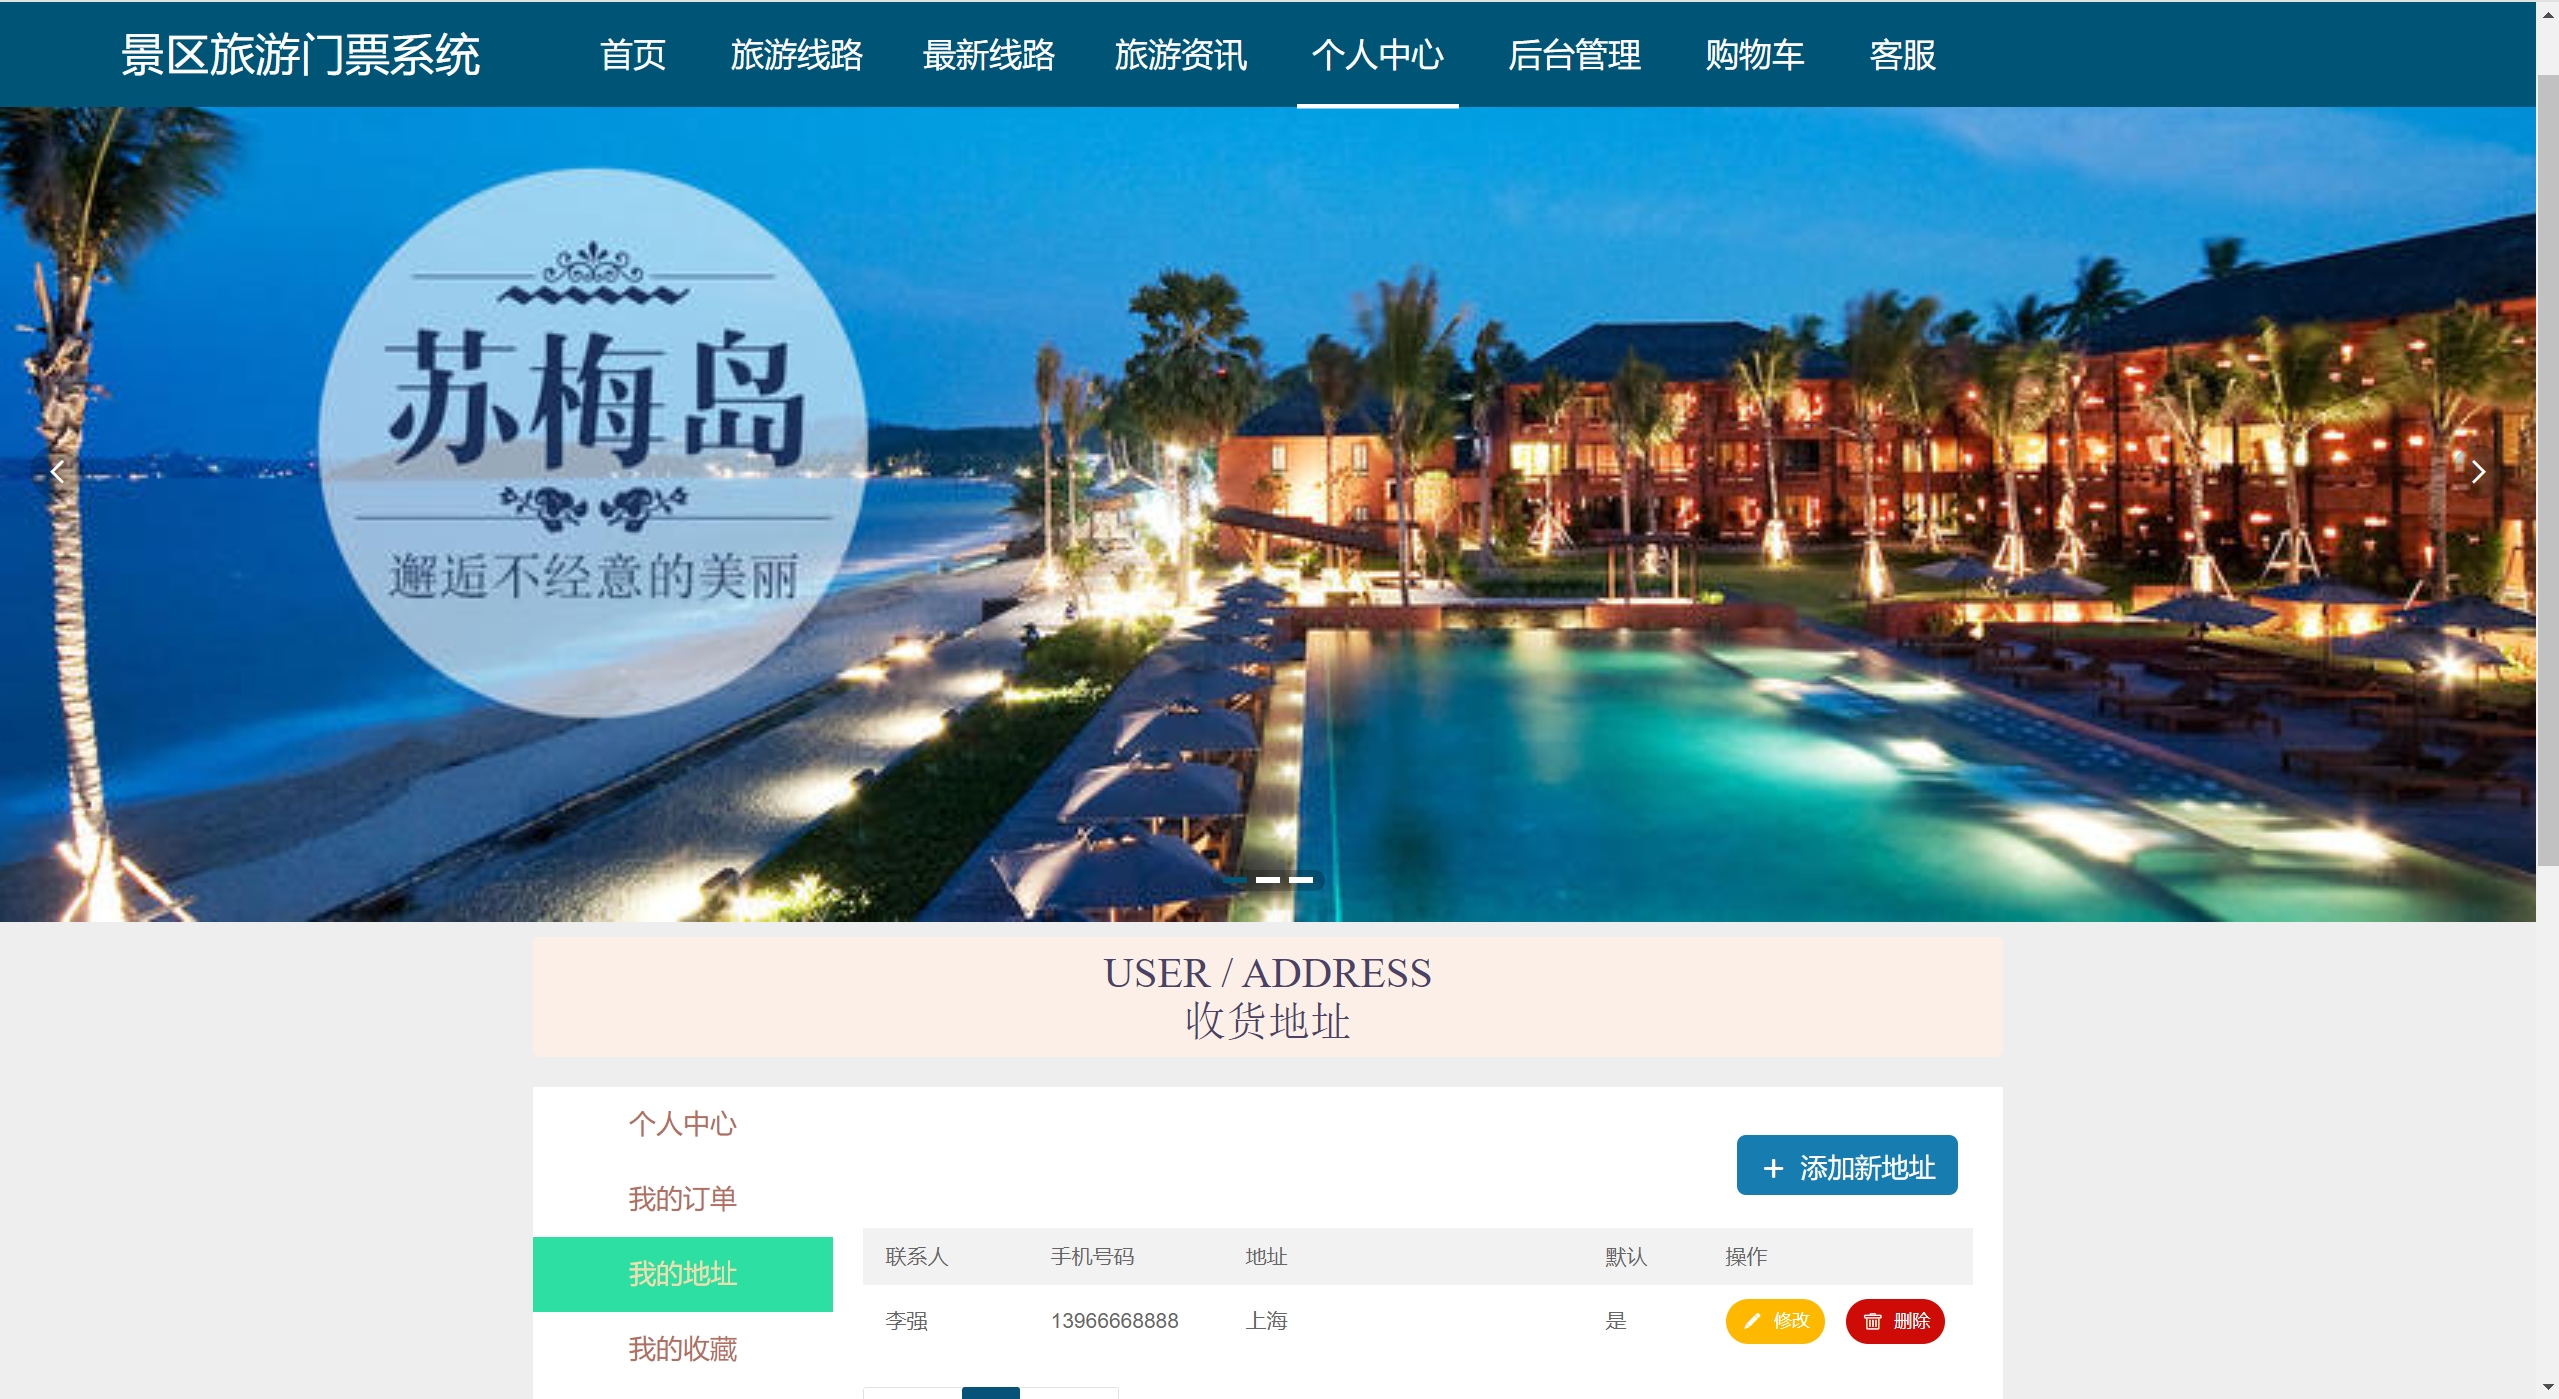 景区旅游门票系统 首页 旅游线路 最新线路 旅游资讯 个人中心 后台管理 购物车 客服
苏梅岛
邂逅不经意的美丽
USER / ADDRESS
收货地址
个人中心
我的订单
我的地址
我的收藏
添加新地址
联系人 手机号码 地址 默认 操作
李强 13966668888 上海 是 修改 删除